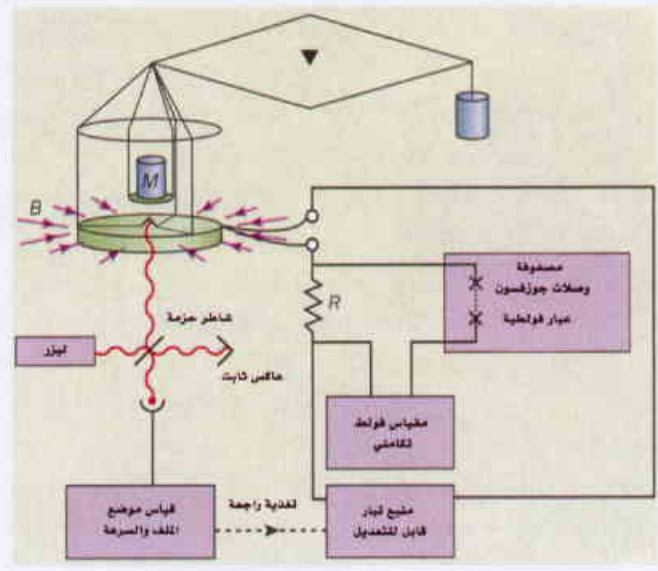 M
B
مصفوفة
وصلات جوزفسون
عيار فولطية
R
شاطر حزمة
ليزر
عاكس ثابت
مقياس فولط
تكاملي
قياس موضع
الملف والسرعة
تغذية راجعة
منبع تيار
قابل للتعديل